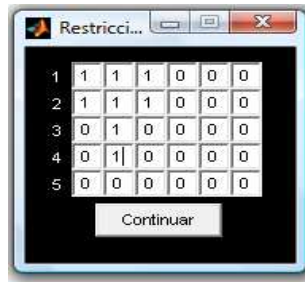 Restricci...
1 1 1 1 0 0 0
2 1 1 1 0 0 0
3 0 1 0 0 0 0
4 0 1 0 0 0 0
5 0 0 0 0 0 0
Continuar